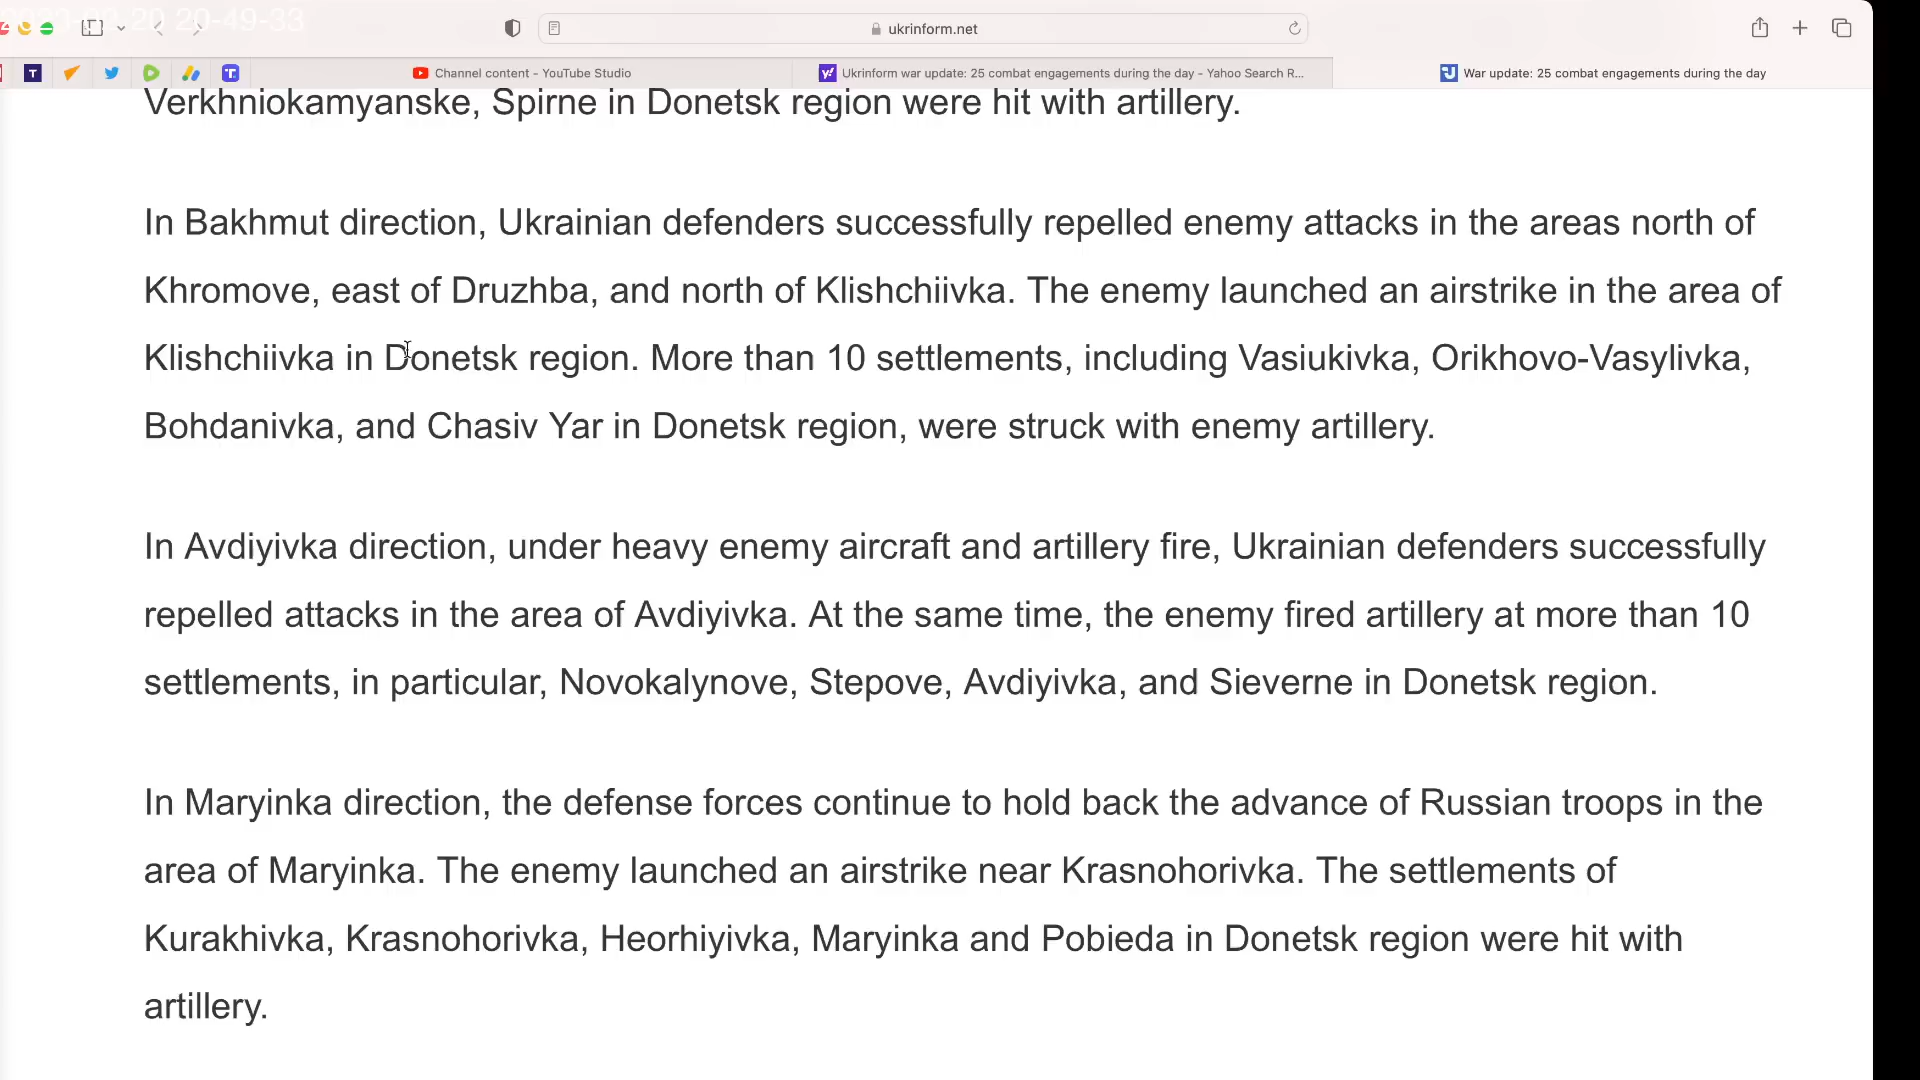 20-49-33
ukrinform.net
T
Channel content - YouTube Studio
Ukrinform war update: 25 combat engagements during the day - Yahoo Search R...
War update: 25 combat engagements during the day
Verkhniokamyanske, Spirne in Donetsk region were hit with artillery.
In Bakhmut direction, Ukrainian defenders successfully repelled enemy attacks in the areas north of
Khromove, east of Druzhba, and north of Klishchiivka. The enemy launched an airstrike in the area of
Klishchiivka in Donetsk region. More than 10 settlements, including Vasiukivka, Orikhovo-Vasylivka,
Bohdanivka, and Chasiv Yar in Donetsk region, were struck with enemy artillery.
In Avdiyivka direction, under heavy enemy aircraft and artillery fire, Ukrainian defenders successfully
repelled attacks in the area of Avdiyivka. At the same time, the enemy fired artillery at more than 10
settlements, in particular, Novokalynove, Stepove, Avdiyivka, and Sieverne in Donetsk region.
In Maryinka direction, the defense forces continue to hold back the advance of Russian troops in the
area of Maryinka. The enemy launched an airstrike near Krasnohorivka. The settlements of
Kurakhivka, Krasnohorivka, Heorhiyivka, Maryinka and Pobieda in Donetsk region were hit with
artillery.